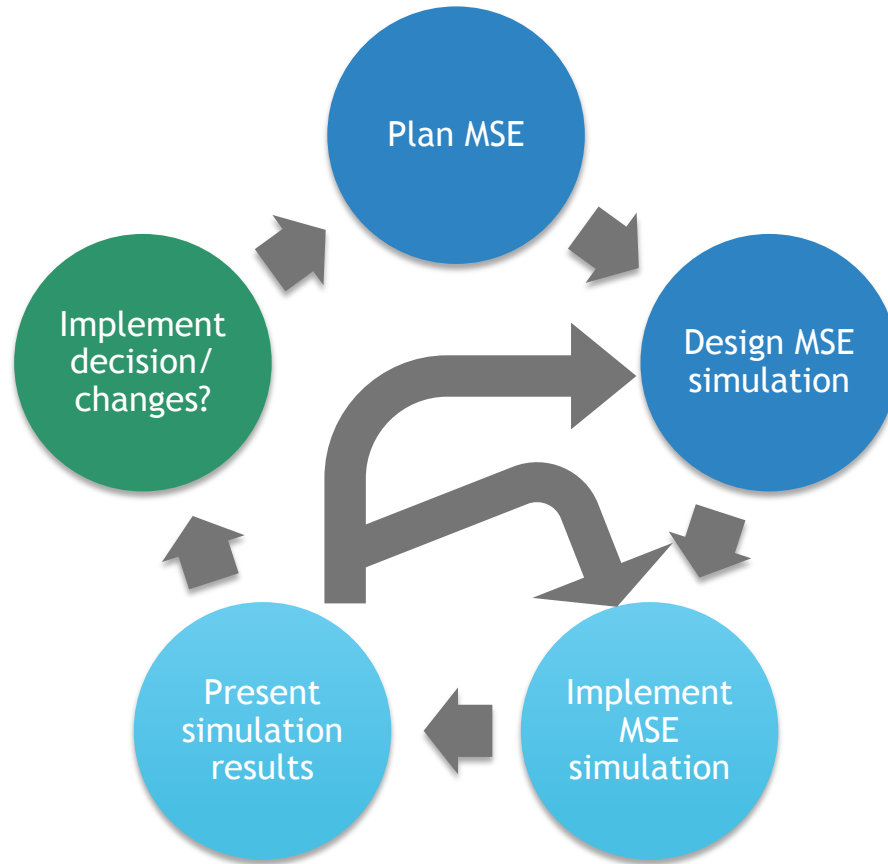 Plan MSE
Design MSE
simulation
Implement
MSE
simulation
Present
simulation
results
Implement
decision/
changes?